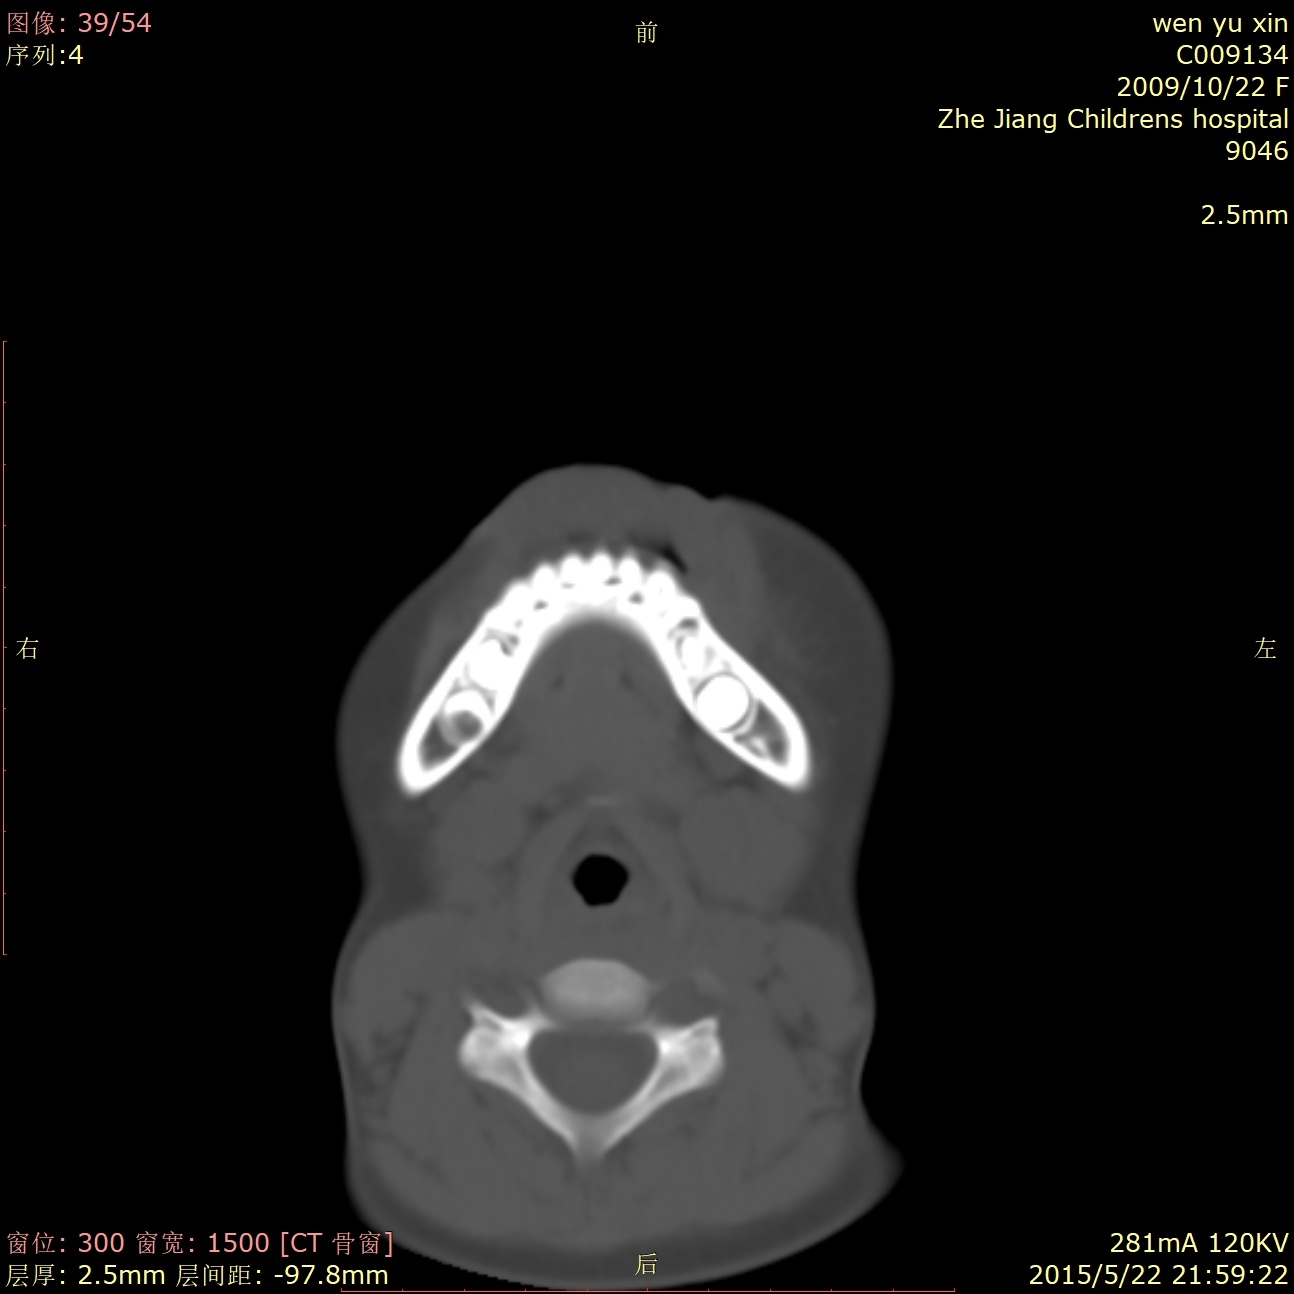 图像: 39/54
序列:4
前
wen yu xin
C009134
2009/10/22 F
Zhe Jiang Childrens hospital
9046
2.5mm
右
左
窗位: 300 窗宽: 1500 [CT 骨窗]
层厚: 2.5mm 层间距: -97.8mm
后
281mA 120KV
2015/5/22 21:59:22